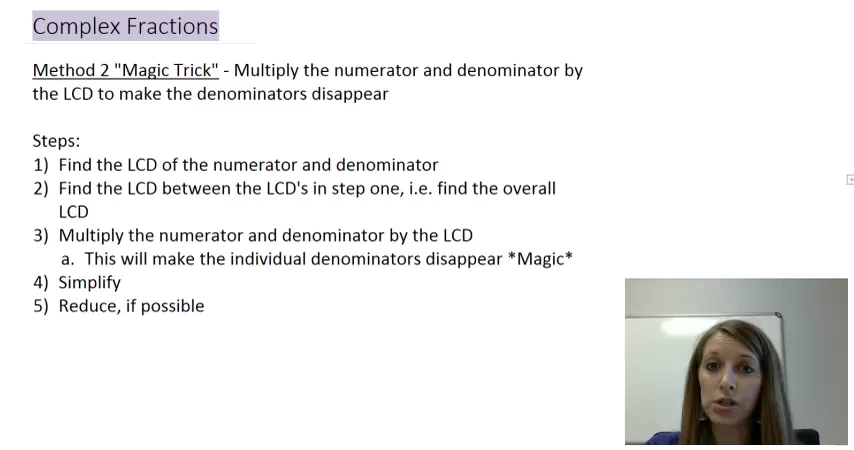 Complex Fractions
Method 2 "Magic Trick" - Multiply the numerator and denominator by
the LCD to make the denominators disappear
Steps:
1) Find the LCD of the numerator and denominator
2) Find the LCD between the LCD's in step one, i.e. find the overall
LCD
3) Multiply the numerator and denominator by the LCD
a. This will make the individual denominators disappear *Magic*
4) Simplify
5) Reduce, if possible